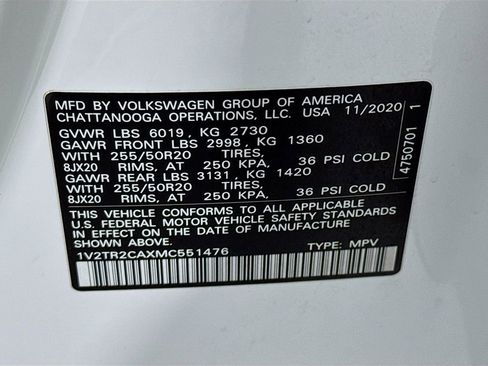 MFD BY VOLKSWAGEN GROUP OF AMERICA
CHATTANOOGA OPERATIONS, LLC. USA 11/2020
GVWR LBS 6019, KG 2730
GAWR FRONT LBS 2998, KG 1360
WITH 255/50R20 TIRES,
8JX20 RIMS, AT 250 KPA, 36 PSI COLD
GAWR REAR LBS 3131, KG 1420
WITH 255/50R20 TIRES,
8JX20 RIMS, AT 250 KPA, 36 PSI COLD
THIS VEHICLE CONFORMS TO ALL APPLICABLE
U.S. FEDERAL MOTOR VEHICLE SAFETY STANDARDS
IN EFFECT ON THE DATE OF MANUFACTURE
SHOWN ABOVE.
1V2TR2CAXMC551476 TYPE: MPV
4750701 1